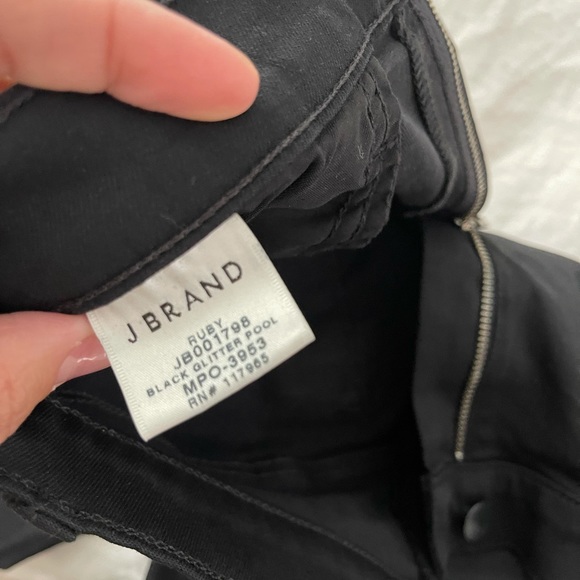 J BRAND
RUBY
JB001798
BLACK GLITTER POOL
MPO-3953
RN# 117965